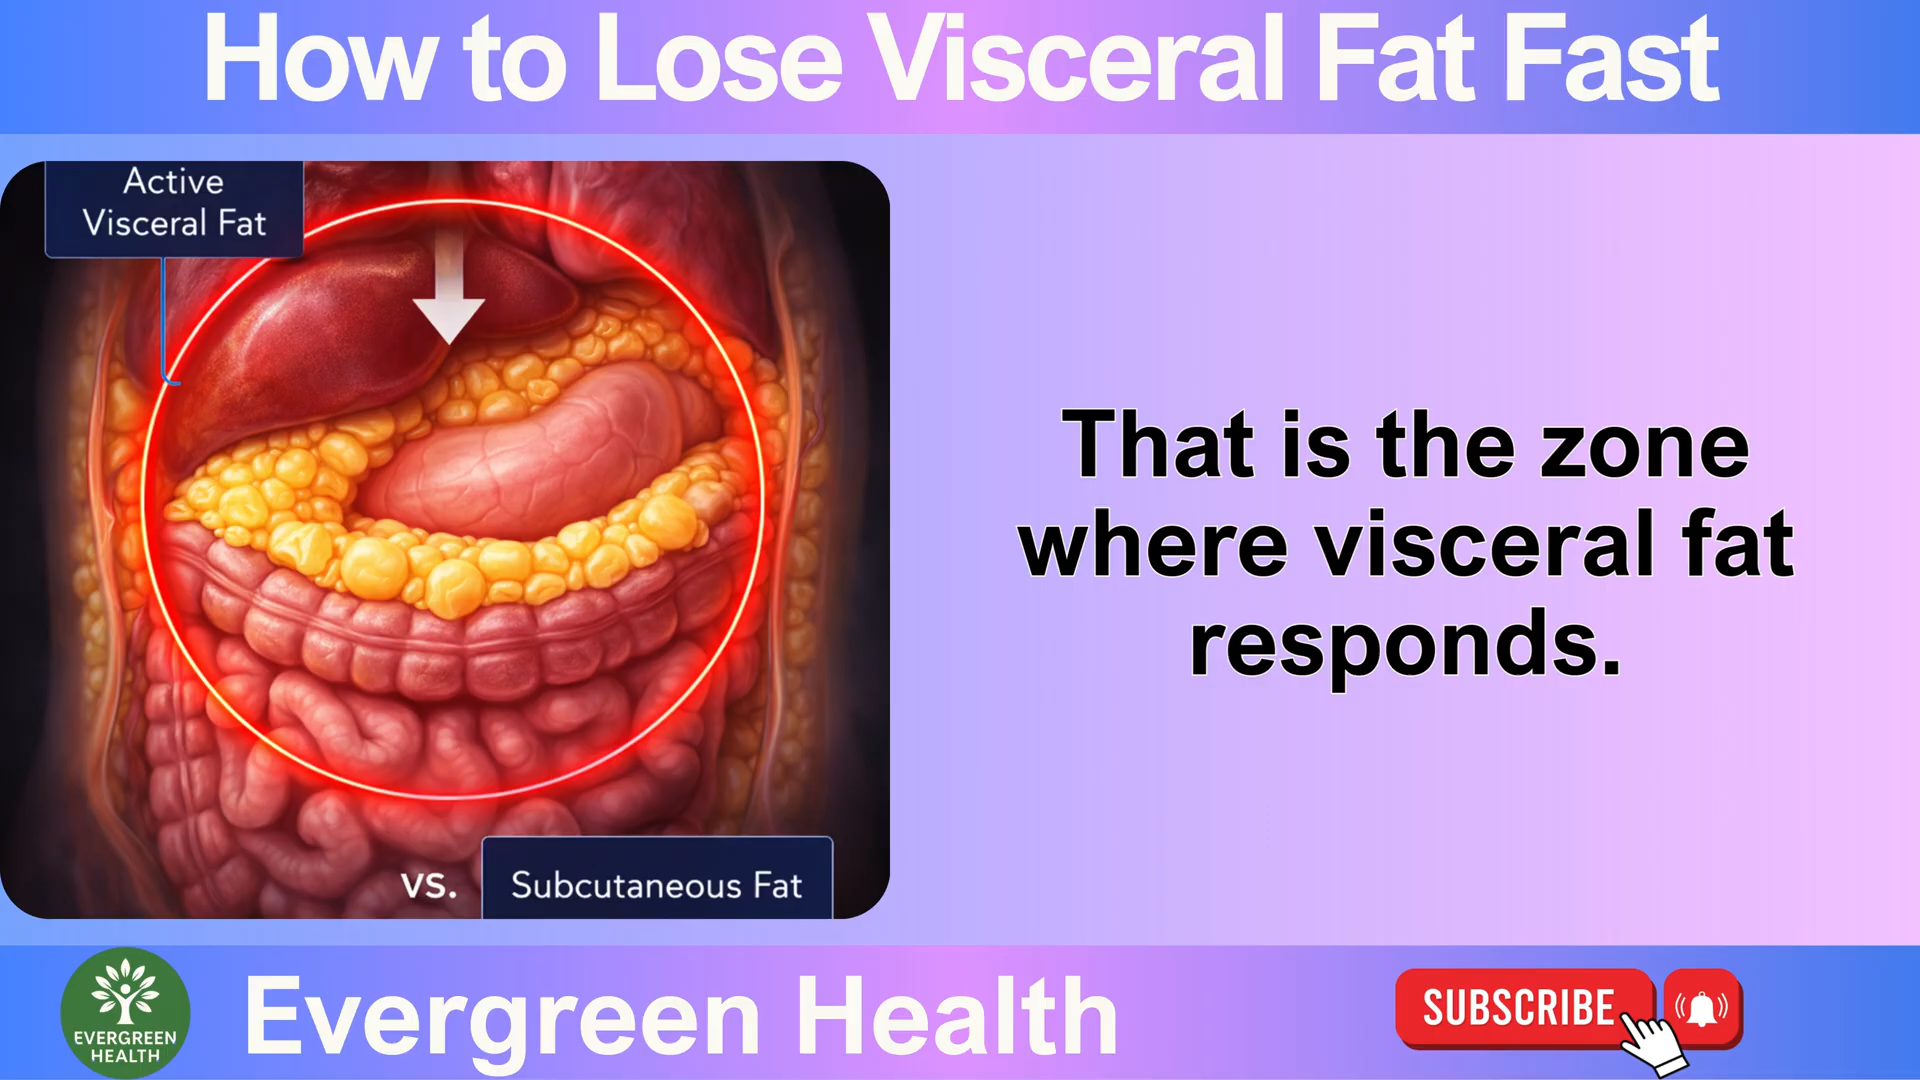 How to Lose Visceral Fat Fast
Active
Visceral Fat
That is the zone
where visceral fat
responds.
vs. Subcutaneous Fat
EVERGREEN
HEALTH
Evergreen Health
SUBSCRIBE